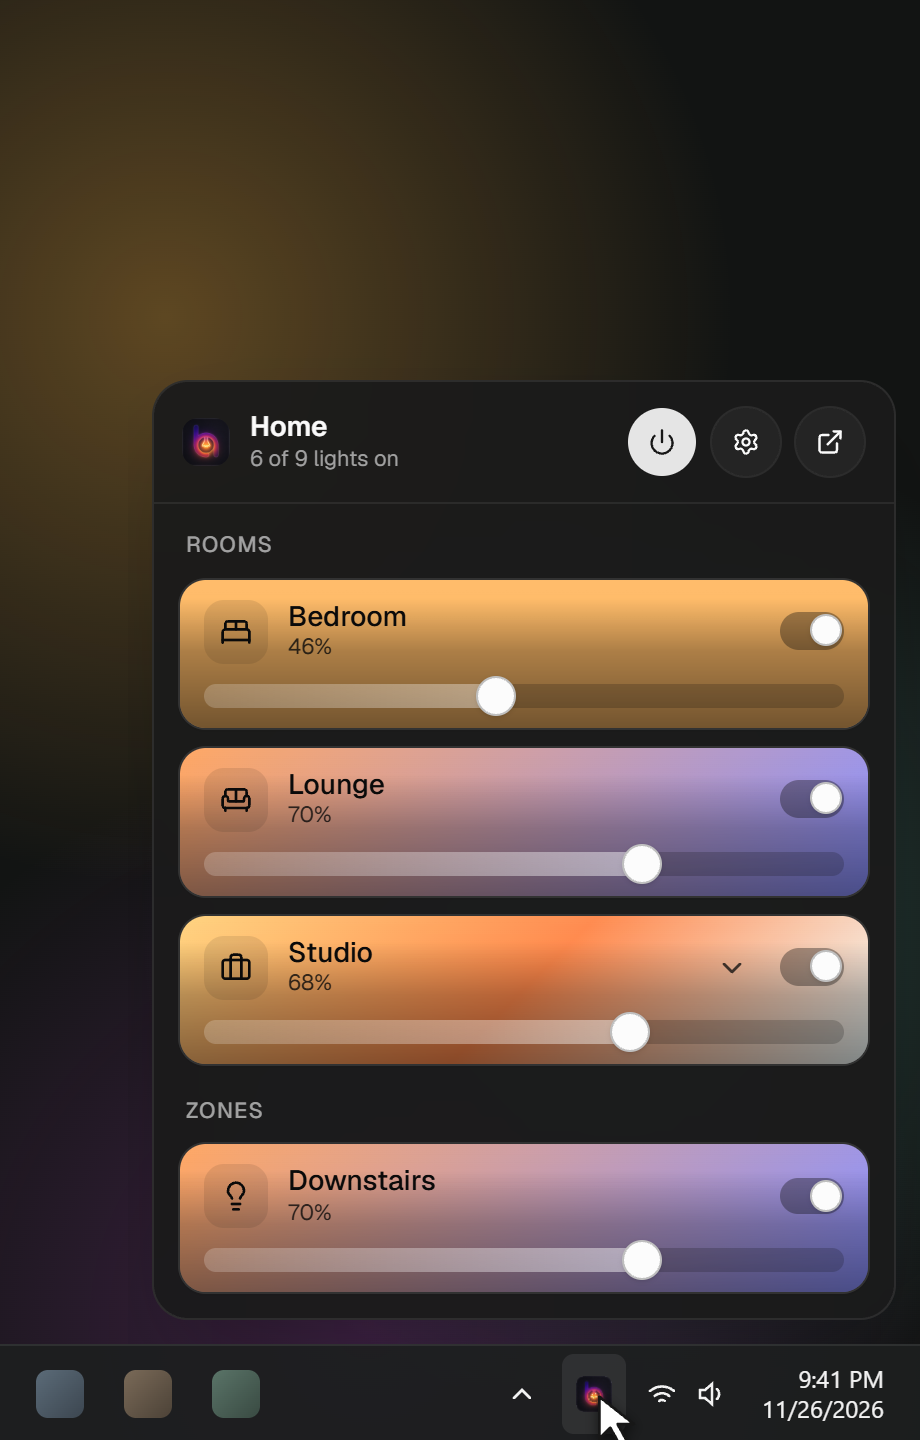 Home
6 of 9 lights on
ROOMS
Bedroom
46%
Lounge
70%
Studio
68%
ZONES
Downstairs
70%
9:41 PM
11/26/2026